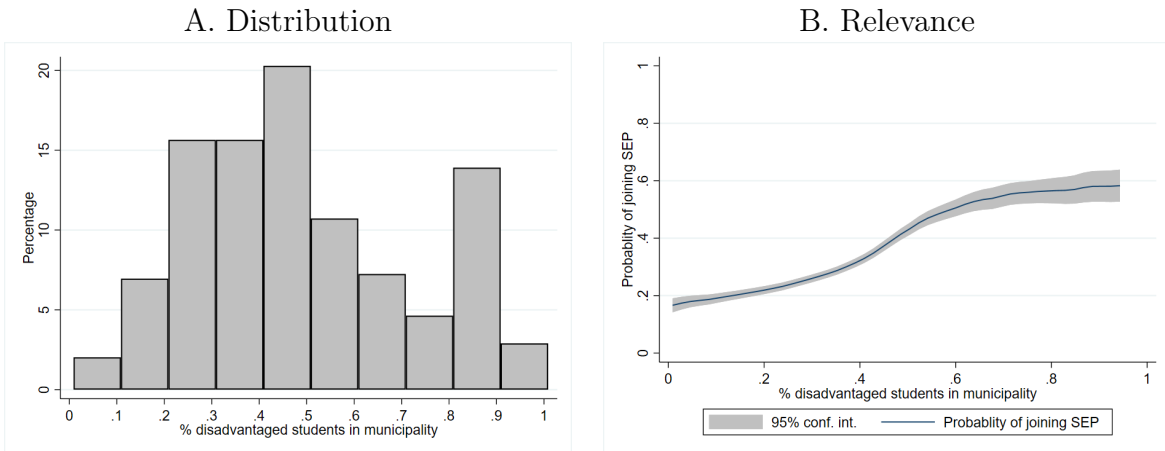 A. Distribution
20
15
10
5
0
Percentage
0 .1 .2 .3 .4 .5 .6 .7 .8 .9 1
% disadvantaged students in municipality
B. Relevance
1
.8
.6
.4
.2
0
Probablity of joining SEP
0 .2 .4 .6 .8 1
% disadvantaged students in municipality
95% conf. int. Probablity of joining SEP